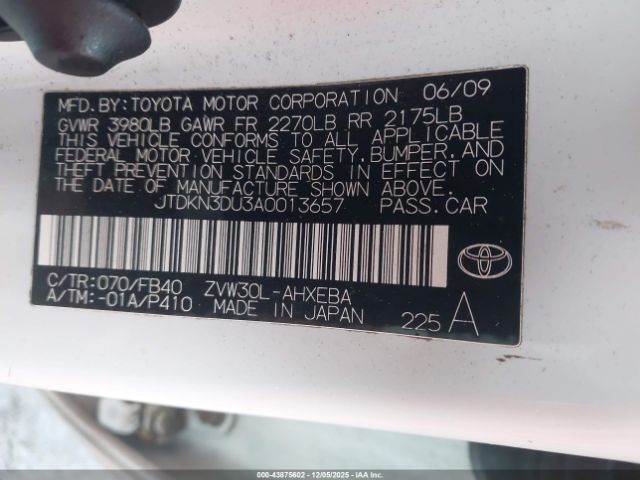 MFD.BY:TOYOTA MOTOR CORPORATION 06/09
GVWR 3980LB GAWR FR 2270LB RR 2175LB
THIS VEHICLE CONFORMS TO ALL APPLICABLE
FEDERAL MOTOR VEHICLE SAFETY,BUMPER,AND
THEFT PREVENTION STANDARDS IN EFFECT ON
THE DATE OF MANUFACTURE SHOWN ABOVE.
JTDKN3DU3A0013657 PASS.CAR
C/TR:070/FB40 ZVW30L-AHXEBA
A/TM:-01A/P410 MADE IN JAPAN 225 A
000-43875602 - 12/05/2025 - IAA Inc.